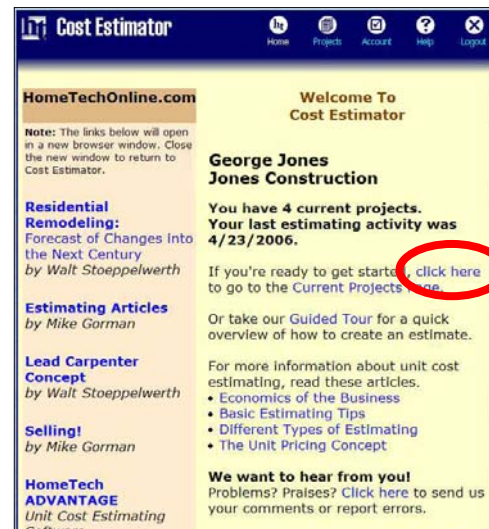 Cost Estimator
Home Projects Account Help Logout
HomeTechOnline.com
Note: The links below will open
in a new browser window. Close
the new window to return to
Cost Estimator.
Residential
Remodeling:
Forecast of Changes into
the Next Century
by Walt Stoeppelwerth
Estimating Articles
by Mike Gorman
Lead Carpenter
Concept
by Walt Stoeppelwerth
Selling!
by Mike Gorman
HomeTech
ADVANTAGE
Unit Cost Estimating
Welcome To
Cost Estimator
George Jones
Jones Construction
You have 4 current projects.
Your last estimating activity was
4/23/2006.
If you're ready to get started, click here
to go to the Current Projects Page.
Or take our Guided Tour for a quick
overview of how to create an estimate.
For more information about unit cost
estimating, read these articles.
• Economics of the Business
• Basic Estimating Tips
• Different Types of Estimating
• The Unit Pricing Concept
We want to hear from you!
Problems? Praises? Click here to send us
your comments or report errors.